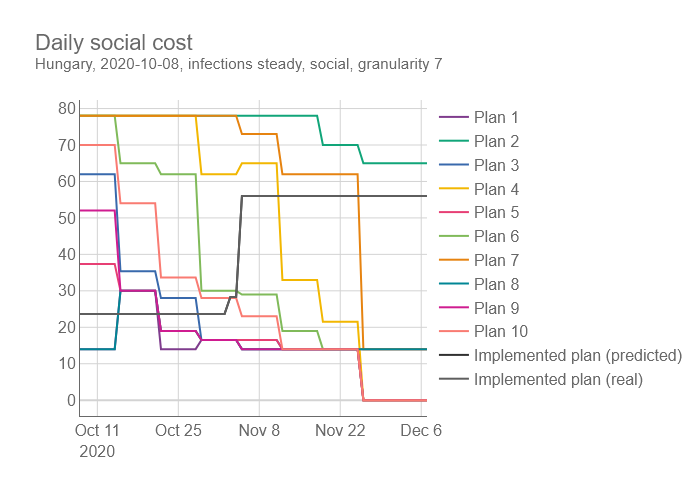 Daily social cost
Hungary, 2020-10-08, infections steady, social, granularity 7
80
70
60
50
40
30
20
10
0
Oct 11
2020
Oct 25
Nov 8
Nov 22
Dec 6
Plan 1
Plan 2
Plan 3
Plan 4
Plan 5
Plan 6
Plan 7
Plan 8
Plan 9
Plan 10
Implemented plan (predicted)
Implemented plan (real)